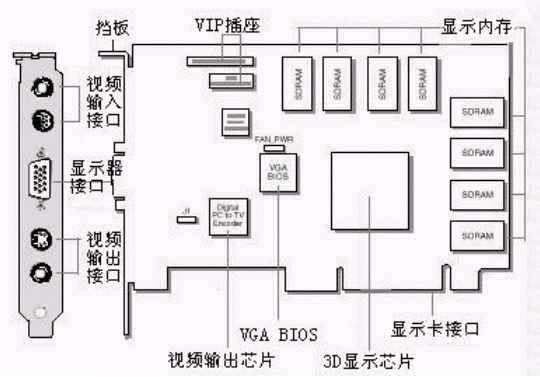 挡板
VIP插座
显示内存
视频
输入
接口
SDRAM
SDRAM
SDRAM
SDRAM
SDRAM
SDRAM
SDRAM
SDRAM
FAN_PWR
VGA
BIOS
显示器
接口
Digital
PC to TV
Encoder
J1
视频
输出
接口
VGA BIOS
显示卡接口
视频输出芯片
3D显示芯片